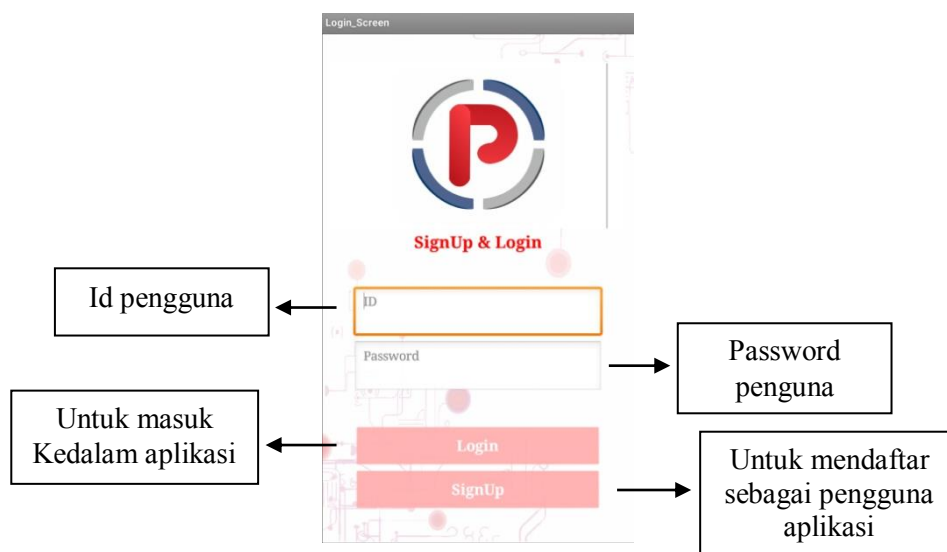 Login_Screen
P
SignUp & Login
Id pengguna
ID
Password
Password
penguna
Untuk masuk
Kedalam aplikasi
Login
SignUp
Untuk mendaftar
sebagai pengguna
aplikasi